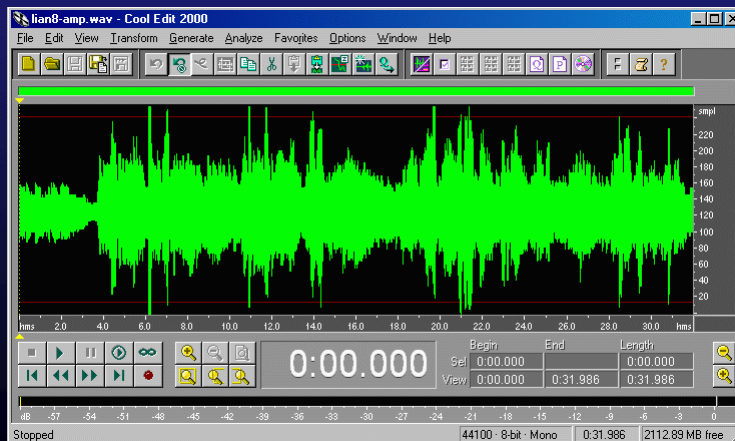 lian8-amp.wav - Cool Edit 2000
File Edit View Transform Generate Analyze Favorites Options Window Help
Q P F ?
smpl
220
200
180
160
140
120
100
80
60
40
20
hms 2.0 4.0 6.0 8.0 10.0 12.0 14.0 16.0 18.0 20.0 22.0 24.0 26.0 28.0 30.0 hms
0:00.000
Begin End Length
Sel 0:00.000 0:00.000
View 0:00.000 0:31.986 0:31.986
dB -57 -54 -51 -48 -45 -42 -39 -36 -33 -30 -27 -24 -21 -18 -15 -12 -9 -6 -3 0
Stopped 44100 · 8-bit · Mono 0:31.986 2112.89 MB free